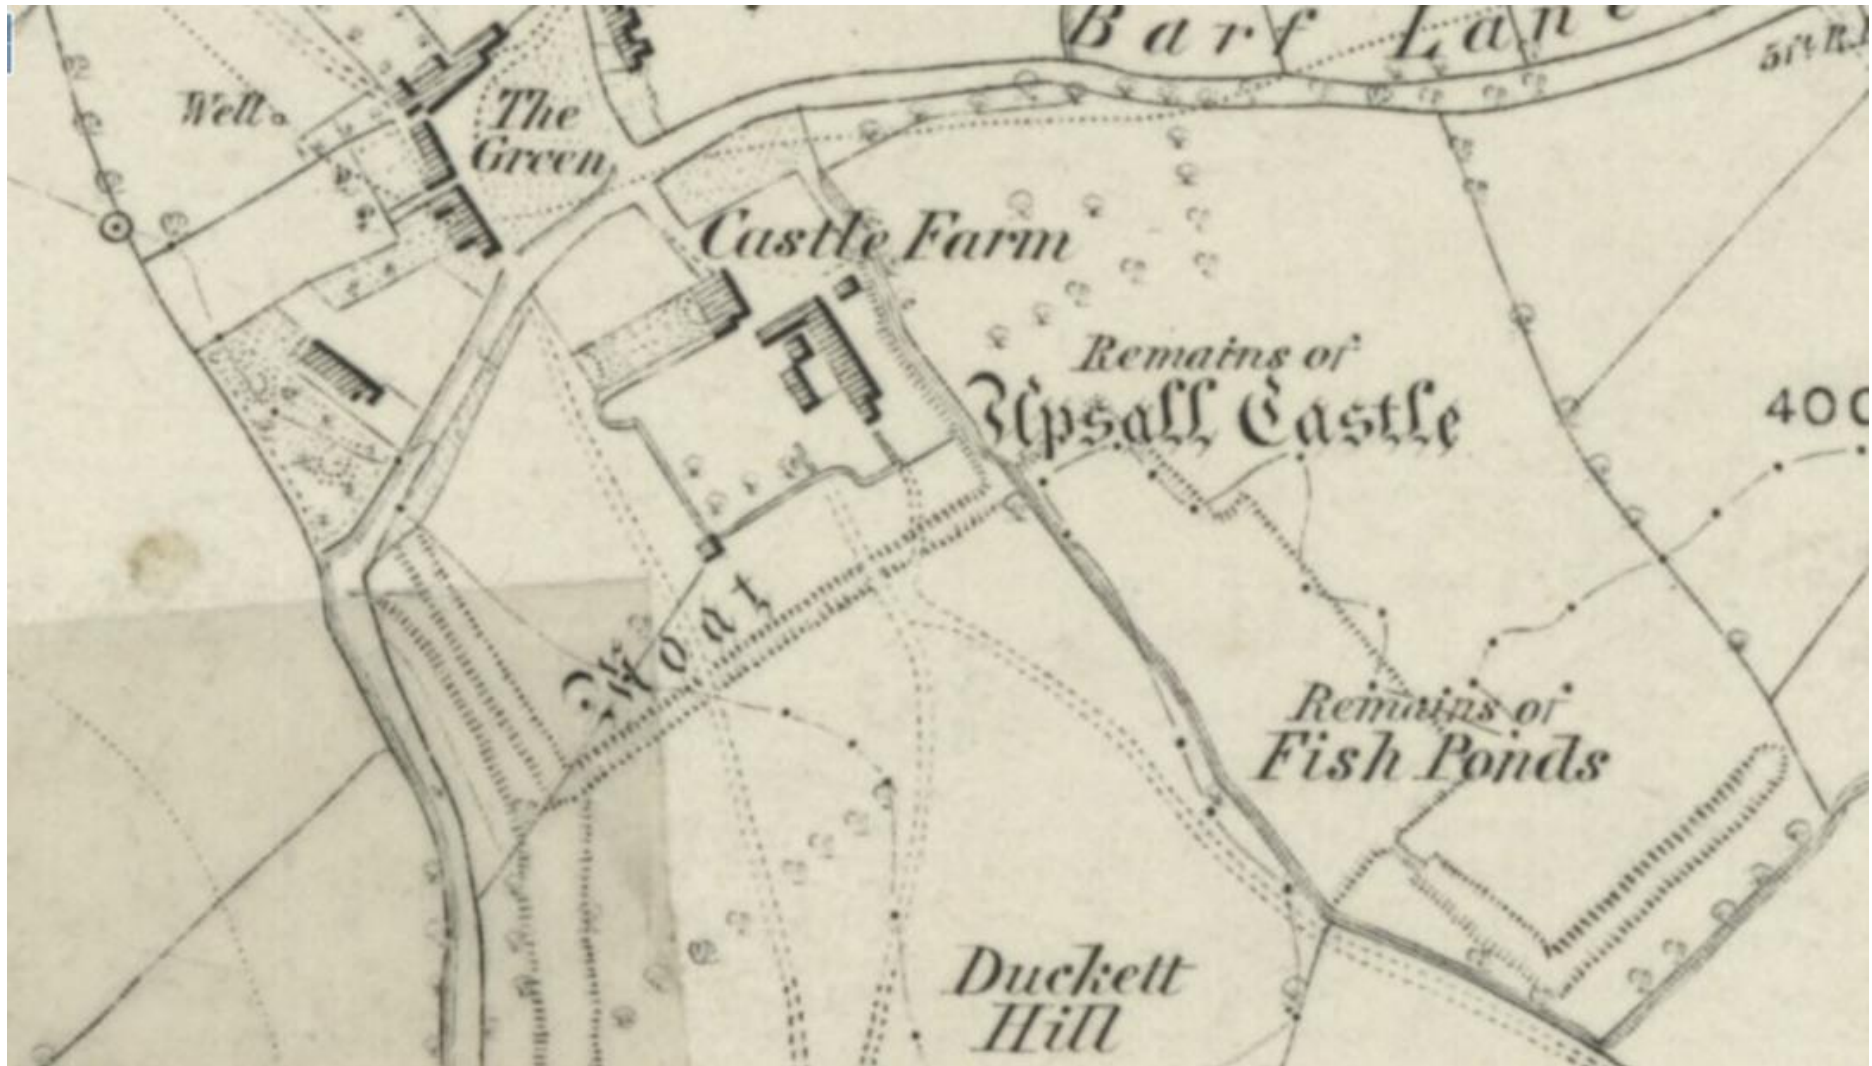 Barf Lane
Well
The
Green
Castle Farm
Remains of
Upsall Castle
400
Moat
Remains of
Fish Ponds
Duckett
Hill